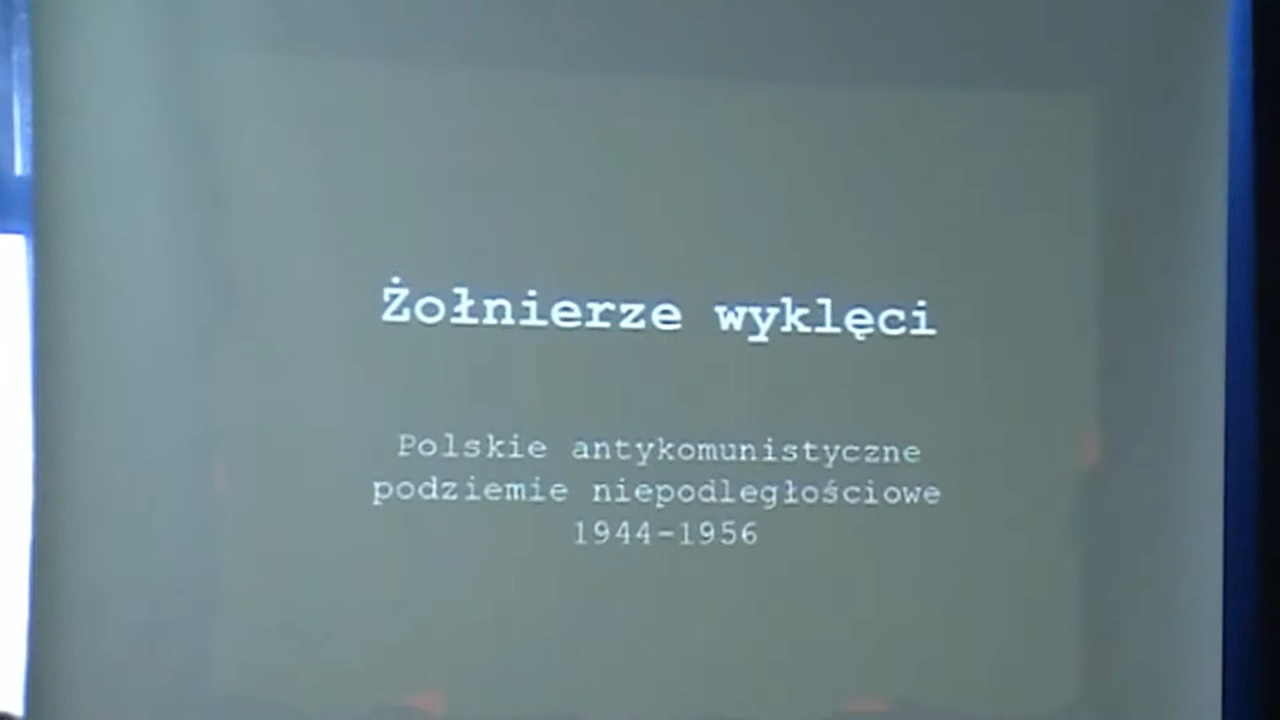 Żołnierze wyklęci
Polskie antykomunistyczne
podziemie niepodległościowe
1944-1956